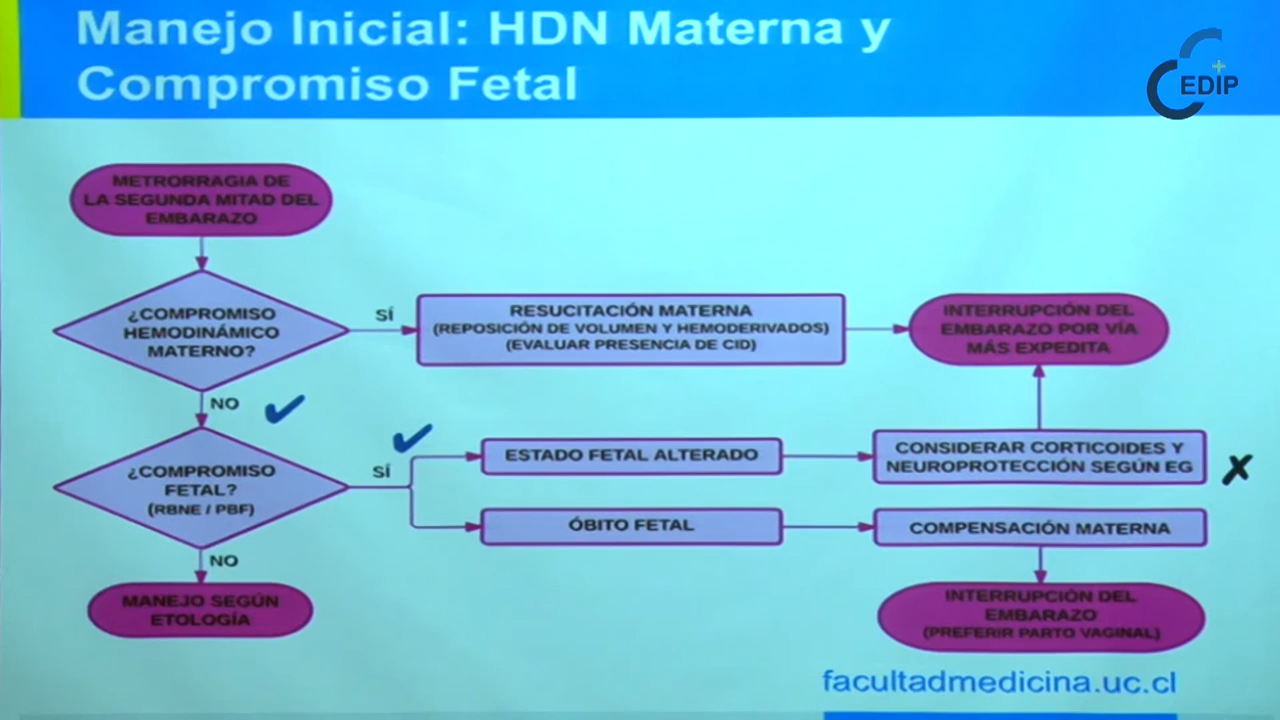 Manejo Inicial: HDN Materna y
Compromiso Fetal
EDIP
METRORRAGIA DE
LA SEGUNDA MITAD DEL
EMBARAZO
¿COMPROMISO
HEMODINÁMICO
MATERNO?
SÍ
RESUCITACIÓN MATERNA
(REPOSICIÓN DE VOLUMEN Y HEMODERIVADOS)
(EVALUAR PRESENCIA DE CID)
INTERRUPCIÓN DEL
EMBARAZO POR VÍA
MÁS EXPEDITA
NO
¿COMPROMISO
FETAL?
(RBNE / PBF)
SÍ
ESTADO FETAL ALTERADO
CONSIDERAR CORTICOIDES Y
NEUROPROTECCIÓN SEGÚN EG
ÓBITO FETAL
COMPENSACIÓN MATERNA
NO
MANEJO SEGÚN
ETOLOGÍA
INTERRUPCIÓN DEL
EMBARAZO
(PREFERIR PARTO VAGINAL)
facultadmedicina.uc.cl